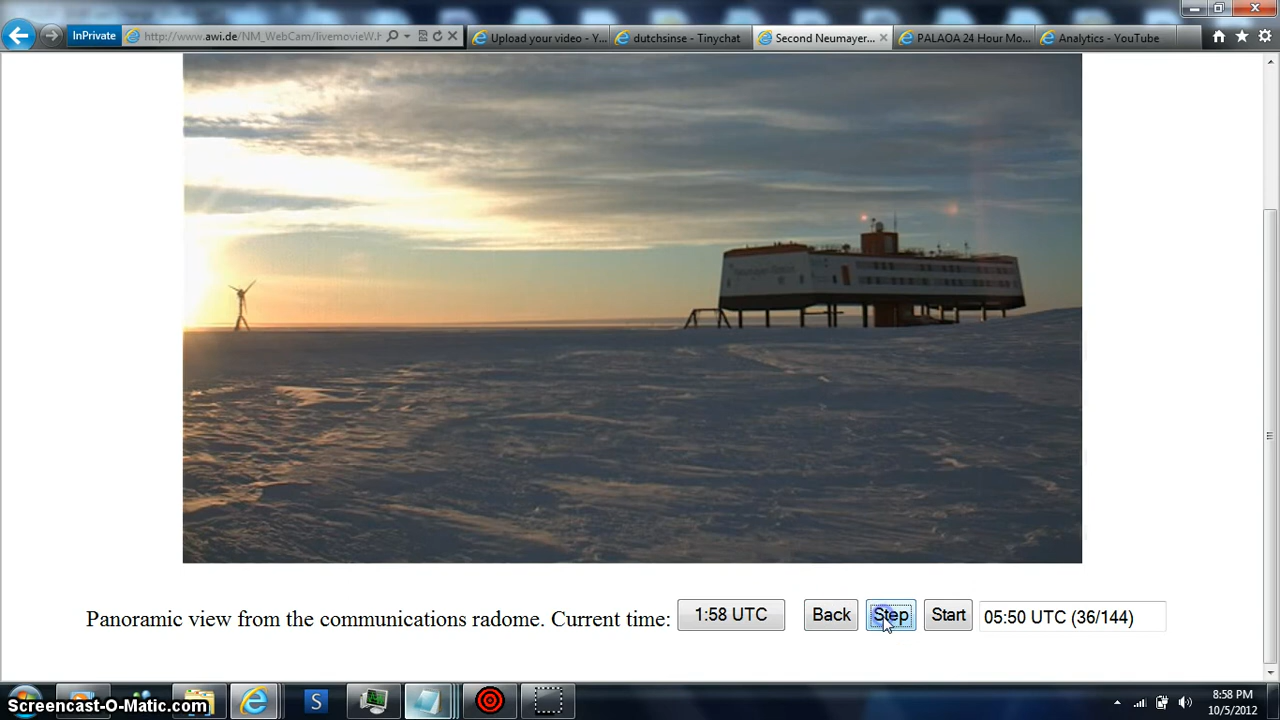 InPrivate
http://www.awi.de/NM_WebCam/livemovieW.h
Upload your video - Y...
dutchsinse - Tinychat
Second Neumayer...
PALAOA 24 Hour Mo...
Analytics - YouTube
Panoramic view from the communications radome. Current time:
1:58 UTC
Back
Step
Start
05:50 UTC (36/144)
S
8:58 PM
10/5/2012
Screencast-O-Matic.com